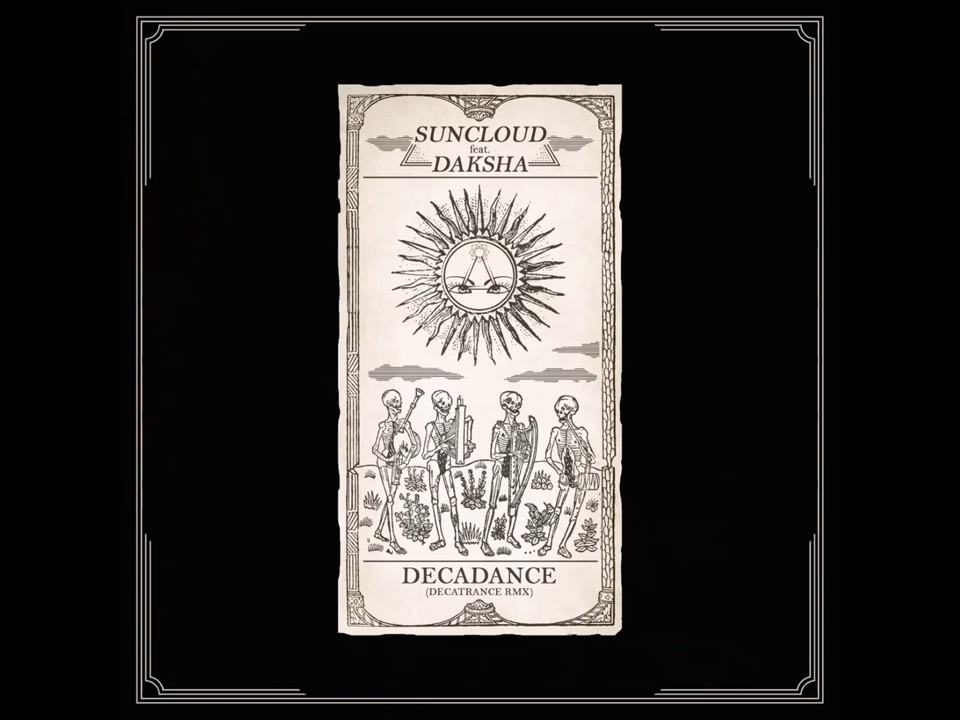 SUNCLOUD
feat.
DAKSHA
DECADANCE
(DECATRANCE RMX)